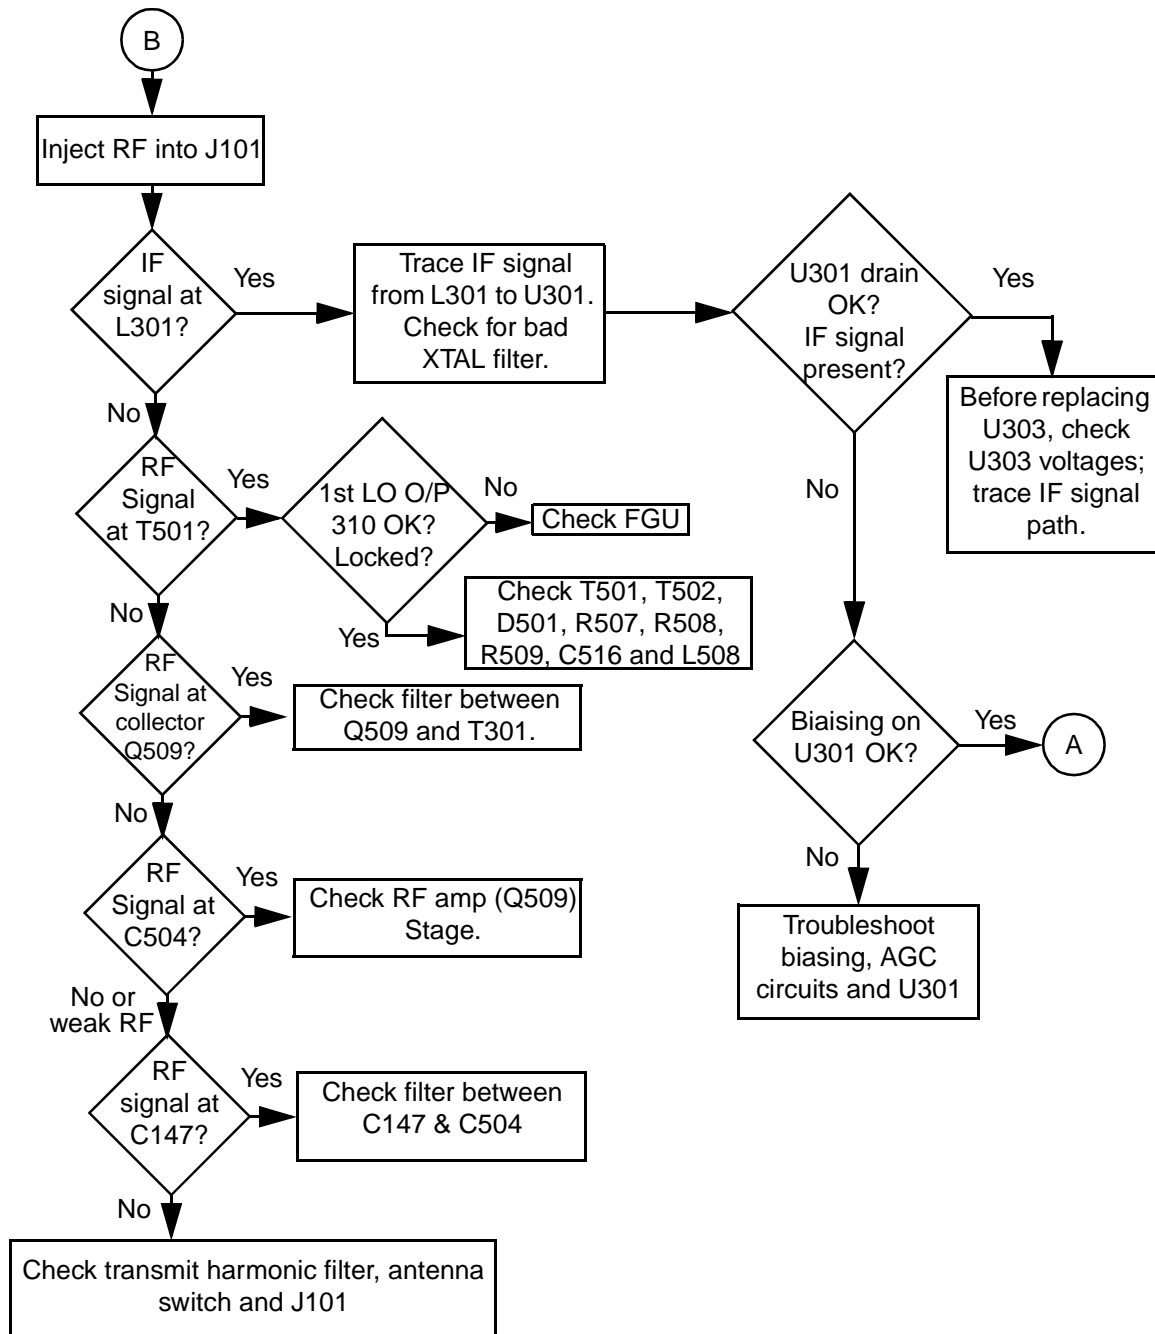 B
Inject RF into J101
IF
signal at
L301?
Yes
Trace IF signal
from L301 to U301.
Check for bad
XTAL filter.
U301 drain
OK?
IF signal
present?
Yes
Before replacing
U303, check
U303 voltages;
trace IF signal
path.
No
No
RF
Signal
at T501?
Yes
1st LO O/P
310 OK?
Locked?
No
Check FGU
Yes
Check T501, T502,
D501, R507, R508,
R509, C516 and L508
No
RF
Signal at
collector
Q509?
Yes
Check filter between
Q509 and T301.
Biaising on
U301 OK?
Yes
A
No
Troubleshoot
biasing, AGC
circuits and U301
No
RF
Signal at
C504?
Yes
Check RF amp (Q509)
Stage.
No or
weak RF
RF
signal at
C147?
Yes
Check filter between
C147 & C504
No
Check transmit harmonic filter, antenna
switch and J101